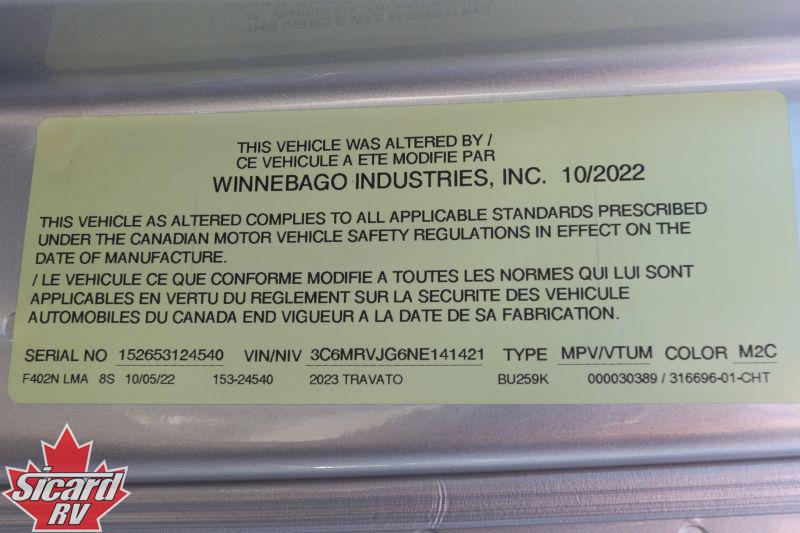 THIS VEHICLE WAS ALTERED BY /
CE VEHICULE A ETE MODIFIE PAR
WINNEBAGO INDUSTRIES, INC. 10/2022
THIS VEHICLE AS ALTERED COMPLIES TO ALL APPLICABLE STANDARDS PRESCRIBED
UNDER THE CANADIAN MOTOR VEHICLE SAFETY REGULATIONS IN EFFECT ON THE
DATE OF MANUFACTURE.
/ LE VEHICULE CE QUE CONFORME MODIFIE A TOUTES LES NORMES QUI LUI SONT
APPLICABLES EN VERTU DU REGLEMENT SUR LA SECURITE DES VEHICULE
AUTOMOBILES DU CANADA END VIGUEUR A LA DATE DE SA FABRICATION.
SERIAL NO 152653124540 VIN/NIV 3C6MRVJG6NE141421 TYPE MPV/VTUM COLOR M2C
F402N LMA 8S 10/05/22 153-24540 2023 TRAVATO BU259K 000030389 / 316696-01-CHT
Sicard
RV